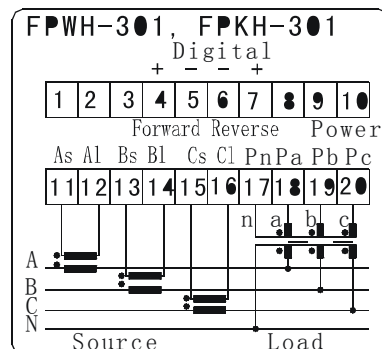 FPWH-301, FPKH-301
Digital
+ - - +
1 2 3 4 5 6 7 8 9 10
Forward Reverse Power
As Al Bs Bl Cs Cl Pn Pa Pb Pc
11 12 13 14 15 16 17 18 19 20
n a b c
A
B
C
N
Source Load